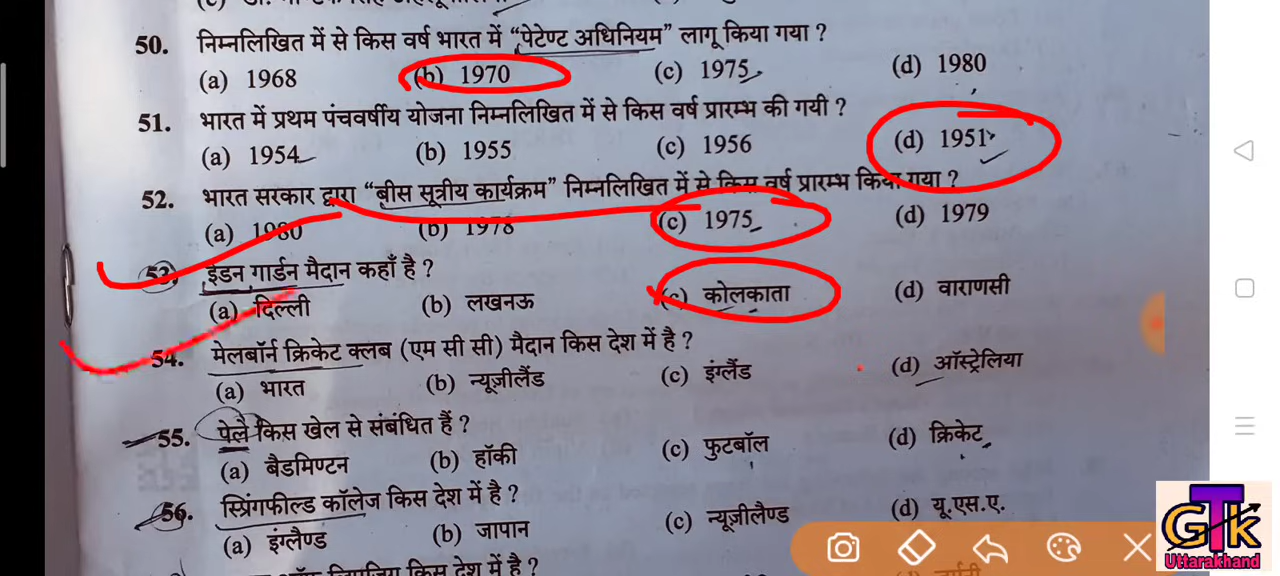 50. निम्नलिखित में से किस वर्ष भारत में “पेटेण्ट अधिनियम” लागू किया गया ?
(a) 1968 (b) 1970 (c) 1975 (d) 1980
51. भारत में प्रथम पंचवर्षीय योजना निम्नलिखित में से किस वर्ष प्रारम्भ की गयी ?
(a) 1954 (b) 1955 (c) 1956 (d) 1951
52. भारत सरकार द्वारा “बीस सूत्रीय कार्यक्रम” निम्नलिखित में से किस वर्ष प्रारम्भ किया गया ?
(a) 1980 (b) 1978 (c) 1975 (d) 1979
53. ईडन गार्डन मैदान कहाँ है ?
(a) दिल्ली (b) लखनऊ (c) कोलकाता (d) वाराणसी
54. मेलबॉर्न क्रिकेट क्लब (एम सी सी) मैदान किस देश में है ?
(a) भारत (b) न्यूज़ीलैंड (c) इंग्लैंड (d) ऑस्ट्रेलिया
55. पेले किस खेल से संबंधित हैं ?
(a) बैडमिण्टन (b) हॉकी (c) फुटबॉल (d) क्रिकेट
56. स्प्रिंगफील्ड कॉलेज किस देश में है ?
(a) इंग्लैण्ड (b) जापान (c) न्यूज़ीलैण्ड (d) यू.एस.ए.
किस देश में है ?
GTK
Uttarakhand